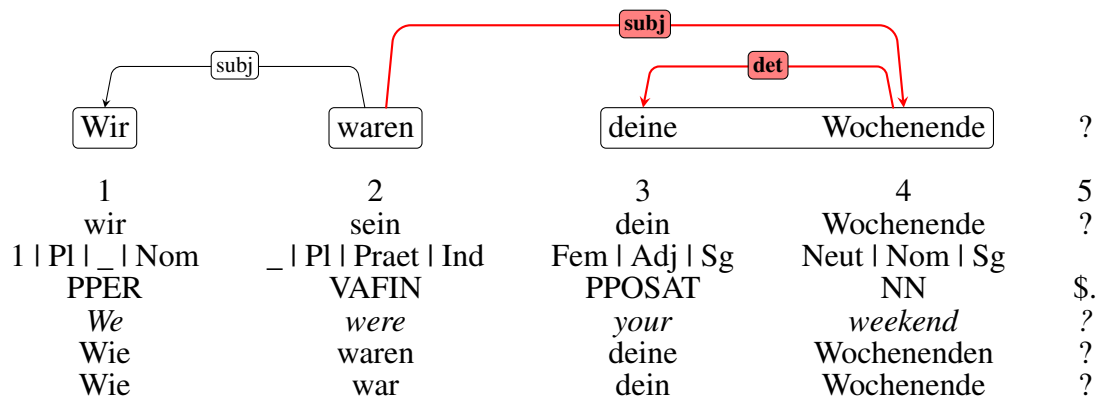 subj
subj det
Wir waren deine Wochenende ?
1 2 3 4 5
wir sein dein Wochenende ?
1 | Pl | _ | Nom _ | Pl | Praet | Ind Fem | Adj | Sg Neut | Nom | Sg
PPER VAFIN PPOSAT NN $.
We were your weekend ?
Wie waren deine Wochenenden ?
Wie war dein Wochenende ?